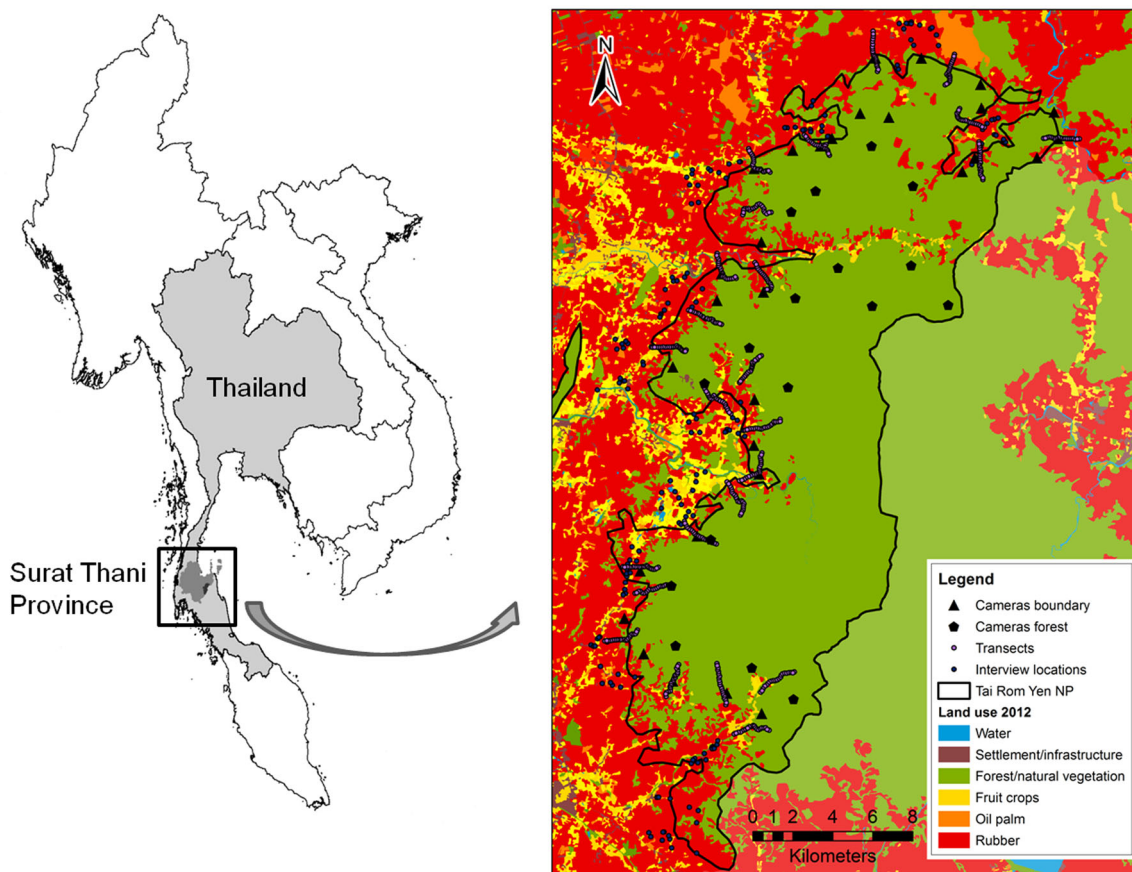 Thailand
Surat Thani
Province
N
Legend
Cameras boundary
Cameras forest
Transects
Interview locations
Tai Rom Yen NP
Land use 2012
Water
Settlement/infrastructure
Forest/natural vegetation
Fruit crops
Oil palm
Rubber
0 1 2 4 6 8
Kilometers